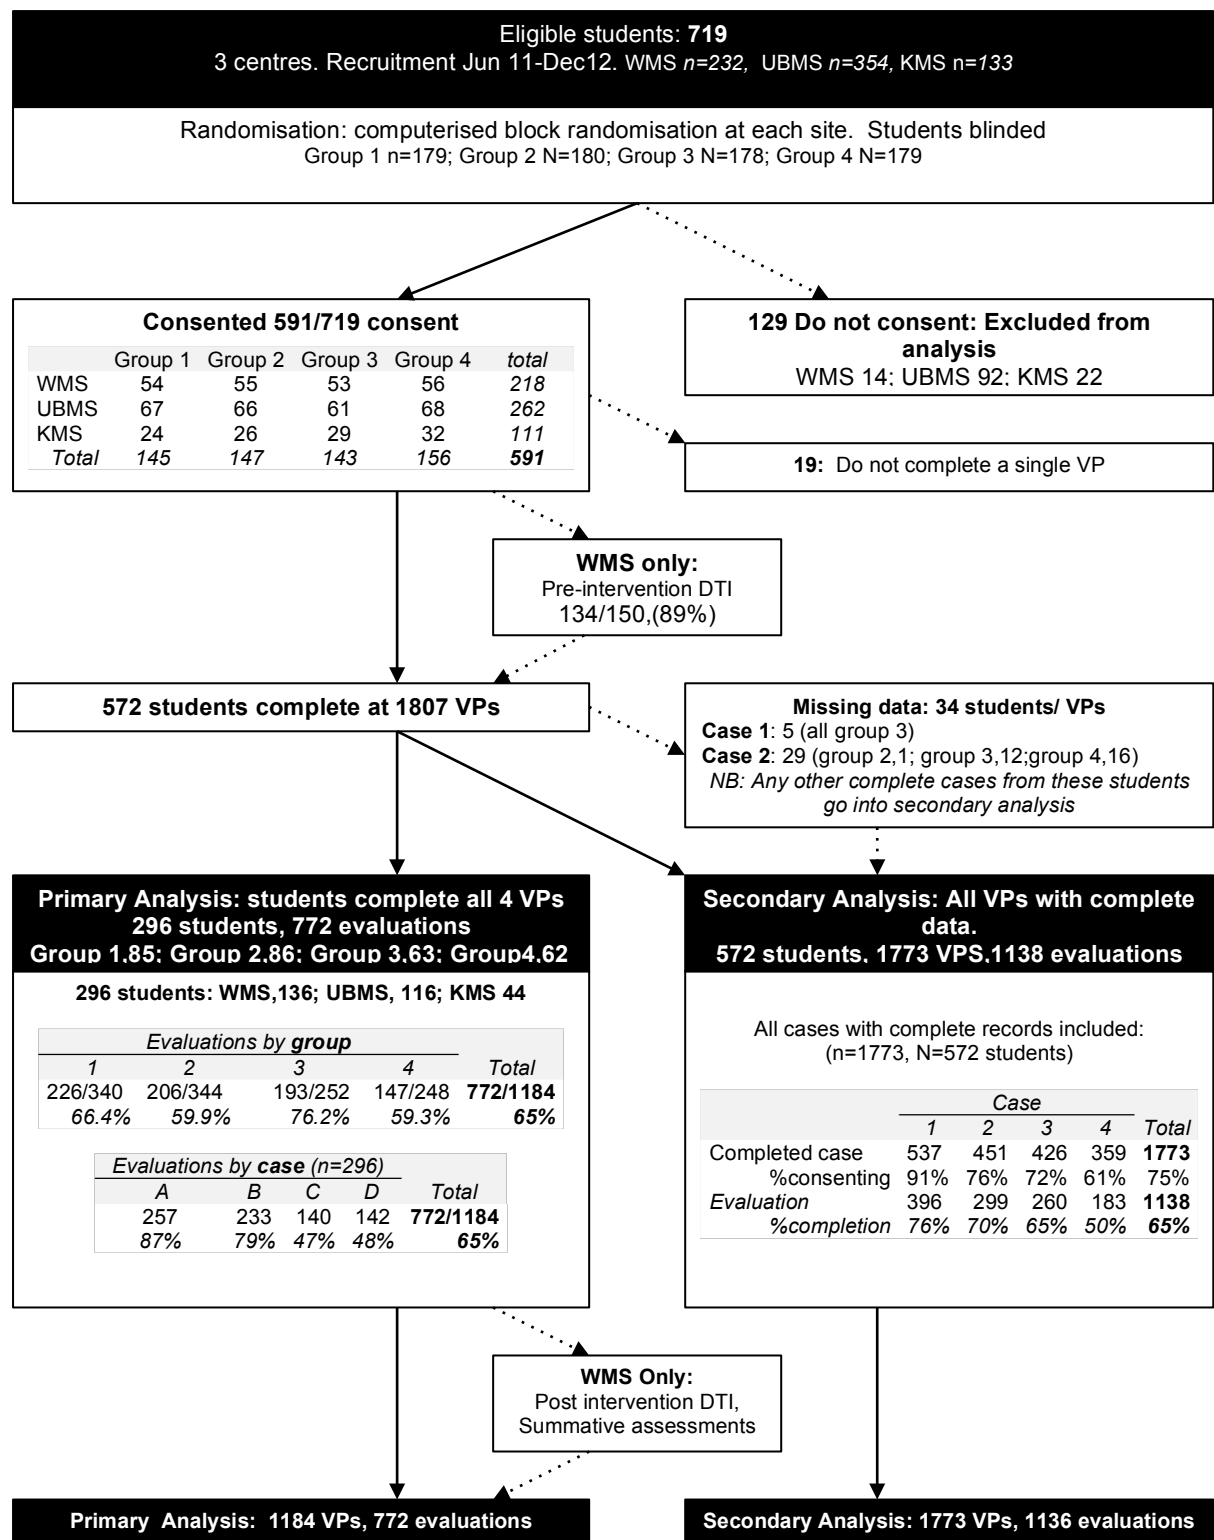 Eligible students: 719
3 centres. Recruitment Jun 11-Dec12. WMS n=232, UBMS n=354, KMS n=133
Randomisation: computerised block randomisation at each site. Students blinded
Group 1 n=179; Group 2 N=180; Group 3 N=178; Group 4 N=179
Consented 591/719 consent
Group 1 Group 2 Group 3 Group 4 total
WMS 54 55 53 56 218
UBMS 67 66 61 68 262
KMS 24 26 29 32 111
Total 145 147 143 156 591
129 Do not consent: Excluded from
analysis
WMS 14; UBMS 92; KMS 22
19: Do not complete a single VP
WMS only:
Pre-intervention DTI
134/150,(89%)
572 students complete at 1807 VPs
Missing data: 34 students/ VPs
Case 1: 5 (all group 3)
Case 2: 29 (group 2,1; group 3,12;group 4,16)
NB: Any other complete cases from these students
go into secondary analysis
Primary Analysis: students complete all 4 VPs
296 students, 772 evaluations
Group 1,85; Group 2,86; Group 3,63; Group4,62
296 students: WMS,136; UBMS, 116; KMS 44
Evaluations by group
1 2 3 4 Total
226/340 206/344 193/252 147/248 772/1184
66.4% 59.9% 76.2% 59.3% 65%
Evaluations by case (n=296)
A B C D Total
257 233 140 142 772/1184
87% 79% 47% 48% 65%
Secondary Analysis: All VPs with complete
data.
572 students, 1773 VPS,1138 evaluations
All cases with complete records included:
(n=1773, N=572 students)
Case
1 2 3 4 Total
Completed case 537 451 426 359 1773
%consenting 91% 76% 72% 61% 75%
Evaluation 396 299 260 183 1138
%completion 76% 70% 65% 50% 65%
WMS Only:
Post intervention DTI,
Summative assessments
Primary Analysis: 1184 VPs, 772 evaluations
Secondary Analysis: 1773 VPs, 1136 evaluations